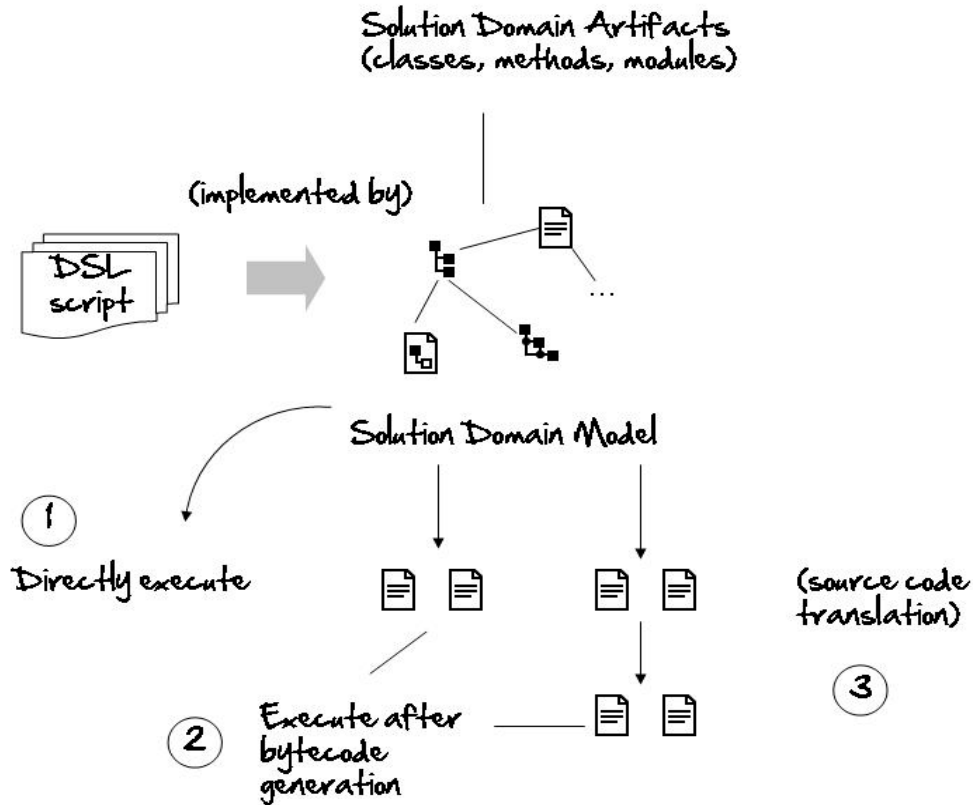 Solution Domain Artifacts
(classes, methods, modules)
(implemented by)
DSL
script
...
Solution Domain Model
1
Directly execute
(source code
translation)
3
2
Execute after
bytecode
generation